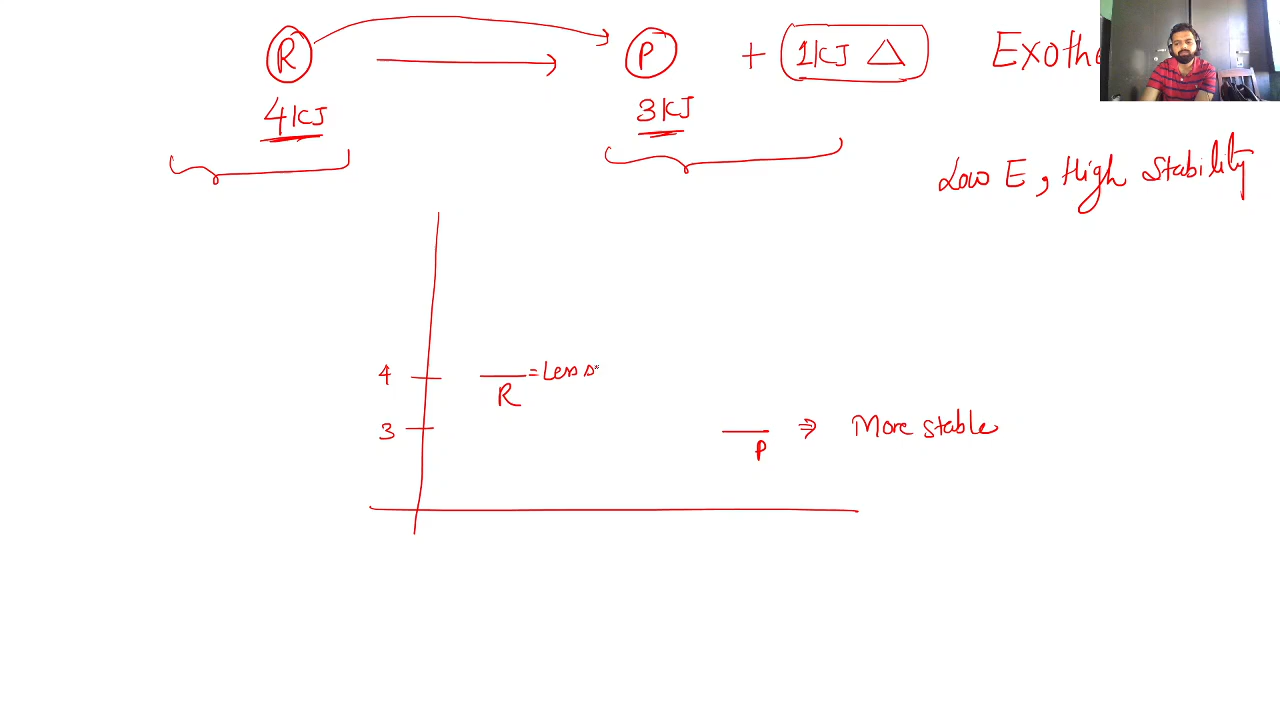 R → P + 1KJ △ Exothe
4KJ 3KJ
Low E, High Stability
4 R = Less s
3 P ⇒ More stable